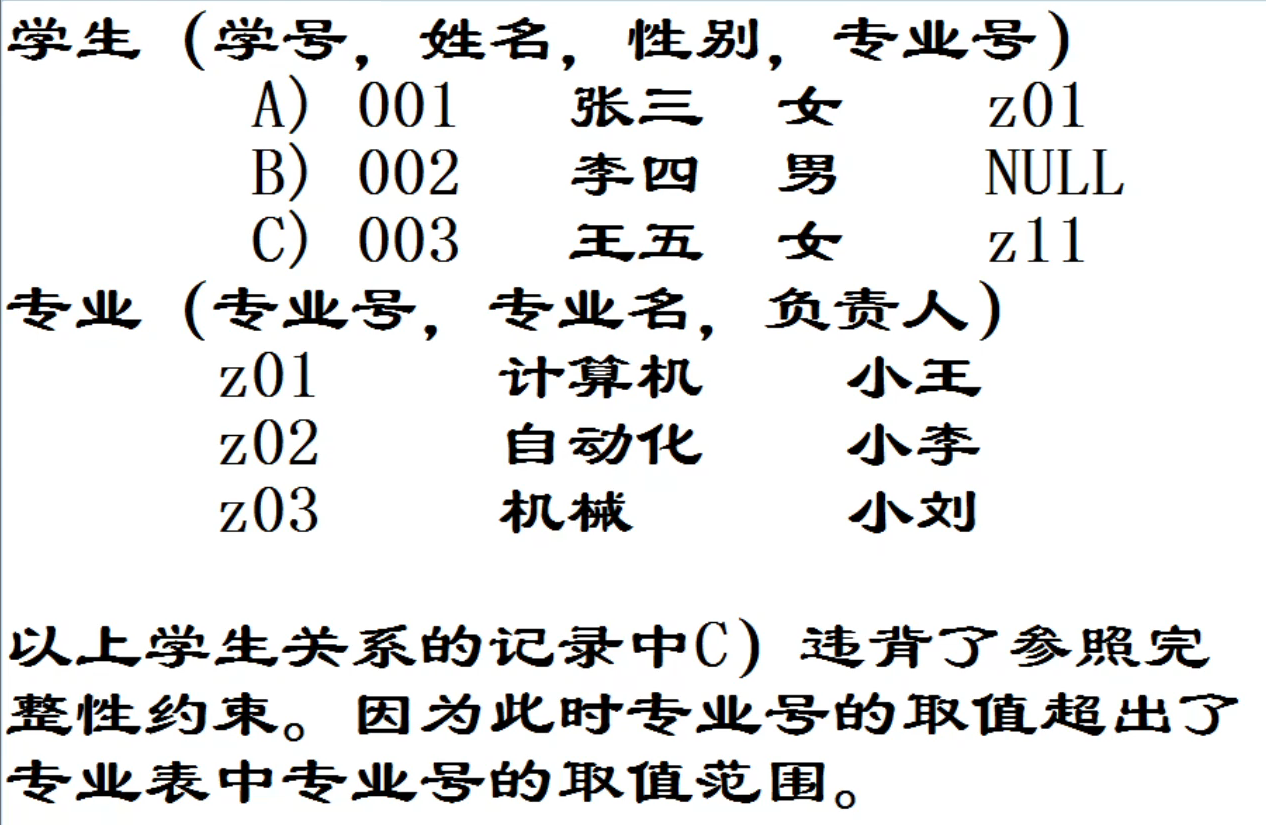 学生（学号，姓名，性别，专业号）
A) 001 张三 女 z01
B) 002 李四 男 NULL
C) 003 王五 女 z11
专业（专业号，专业名，负责人）
z01 计算机 小王
z02 自动化 小李
z03 机械 小刘
以上学生关系的记录中C）违背了参照完
整性约束。因为此时专业号的取值超出了
专业表中专业号的取值范围。